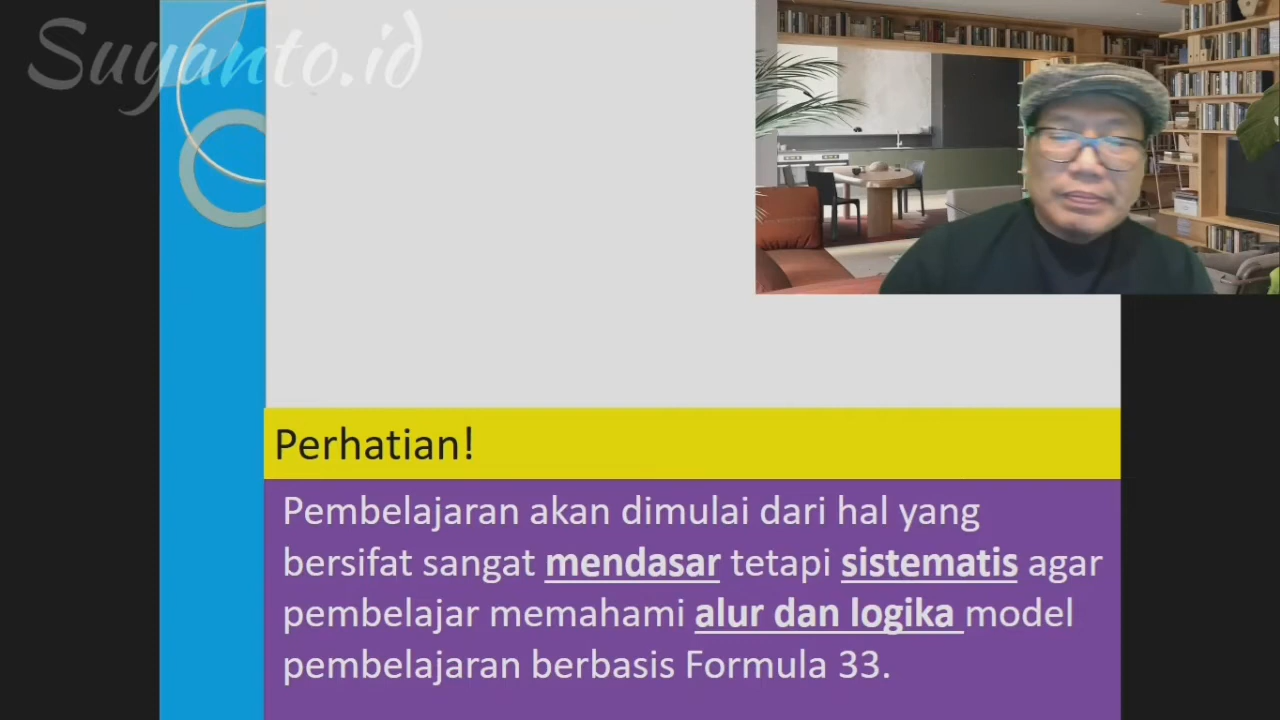 Suyanto.id
Perhatian!
Pembelajaran akan dimulai dari hal yang
bersifat sangat mendasar tetapi sistematis agar
pembelajar memahami alur dan logika model
pembelajaran berbasis Formula 33.